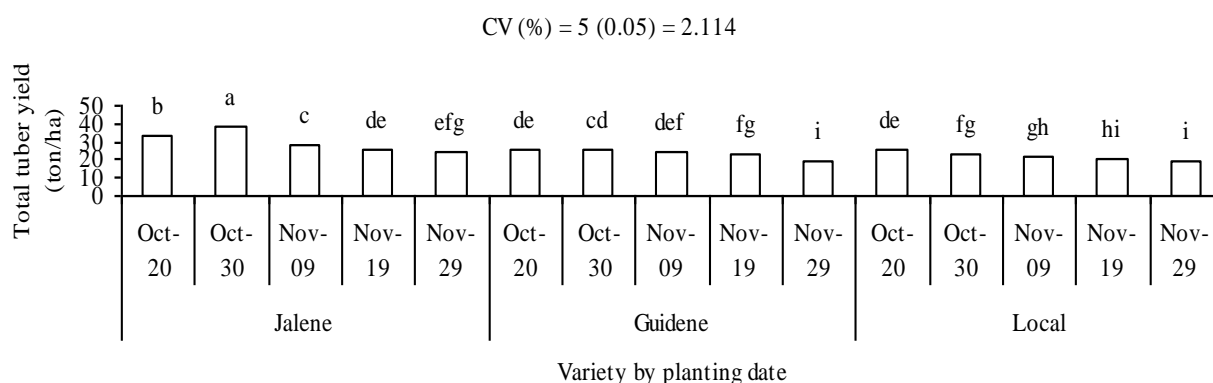 CV (%) = 5 (0.05) = 2.114
Total tuber yield
(ton/ha)
50
40
30
20
10
0
b a c de efg de cd def fg i de fg gh hi i
Oct- Oct- Nov- Nov- Nov- Oct- Oct- Nov- Nov- Nov- Oct- Oct- Nov- Nov- Nov-
20 30 09 19 29 20 30 09 19 29 20 30 09 19 29
Jalene Guidene Local
Variety by planting date